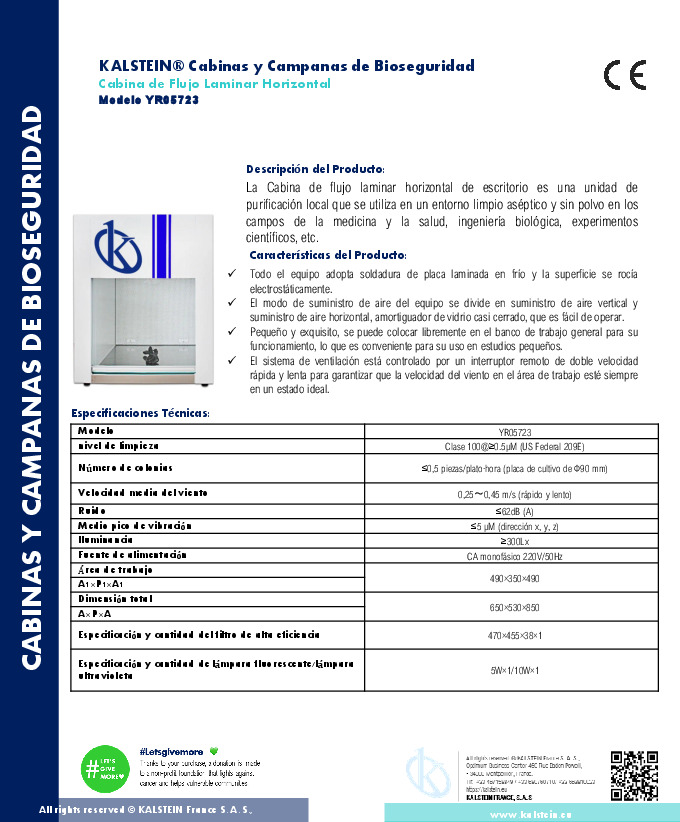 KALSTEIN® Cabinas y Campanas de Bioseguridad
Cabina de Flujo Laminar Horizontal
Modelo YR05723
CE
CABINAS Y CAMPANAS DE BIOSEGURIDAD
Descripción del Producto:
La Cabina de flujo laminar horizontal de escritorio es una unidad de
purificación local que se utiliza en un entorno limpio aséptico y sin polvo en los
campos de la medicina y la salud, ingeniería biológica, experimentos
científicos, etc.
Características del Producto:
✓ Todo el equipo adopta soldadura de placa laminada en frío y la superficie se rocía
electrostáticamente.
✓ El modo de suministro de aire del equipo se divide en suministro de aire vertical y
suministro de aire horizontal, amortiguador de vidrio casi cerrado, que es fácil de operar.
✓ Pequeño y exquisito, se puede colocar libremente en el banco de trabajo general para su
funcionamiento, lo que es conveniente para su uso en estudios pequeños.
✓ El sistema de ventilación está controlado por un interruptor remoto de doble velocidad
rápida y lenta para garantizar que la velocidad del viento en el área de trabajo esté siempre
en un estado ideal.
Especificaciones Técnicas:
Modelo YR05723
nivel de limpieza Clase 100@≥0.5μM (US Federal 209E)
Número de colonias ≤0,5 piezas/plato·hora (placa de cultivo de Φ90 mm)
Velocidad media del viento 0,25～0,45 m/s (rápido y lento)
Ruido ≤62dB (A)
Medio pico de vibración ≤5 μM (dirección x, y, z)
Iluminancia ≥300Lx
Fuente de alimentación CA monofásico 220V/50Hz
Área de trabajo
A1×P1×A1 490×350×490
Dimensión total
A×P×A 650×530×850
Especificación y cantidad del filtro de alta eficiencia 470×455×38×1
Especificación y cantidad de lámpara fluorescente/lámpara
ultravioleta 5W×1/10W×1
#LET'S
GIVE
MORE
#Letsgivemore
Thanks to your purchase, a donation is made
to a non-profit foundation that fights against
cancer and helps vulnerable communities
All rights reserved © KALSTEIN France S. A. S.,
Optimum Business Center 450 Rue Baden Powell,
34000 Montpellier, France.
https://kalstein.eu
KALSTEIN FRANCE, S.A.S
All rights reserved © KALSTEIN France S. A. S.,
www.kalstein.eu